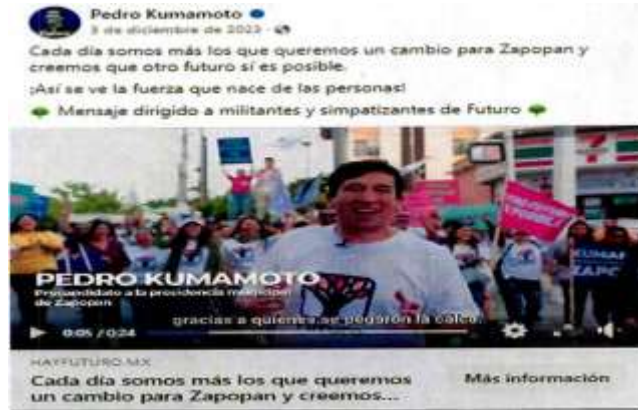 Pedro Kumamoto
3 de diciembre de 2023
Cada día somos más los que queremos un cambio para Zapopan y
creemos que otro futuro sí es posible.
¡Así se ve la fuerza que nace de las personas!
Mensaje dirigido a militantes y simpatizantes de Futuro
PEDRO KUMAMOTO
Precandidato a la presidencia municipal
de Zapopan
gracias a quienes se pegaron la calco.
0:05 / 0:24
HAYFUTURO.MX
Cada día somos más los que queremos
un cambio para Zapopan y creemos...
Más información